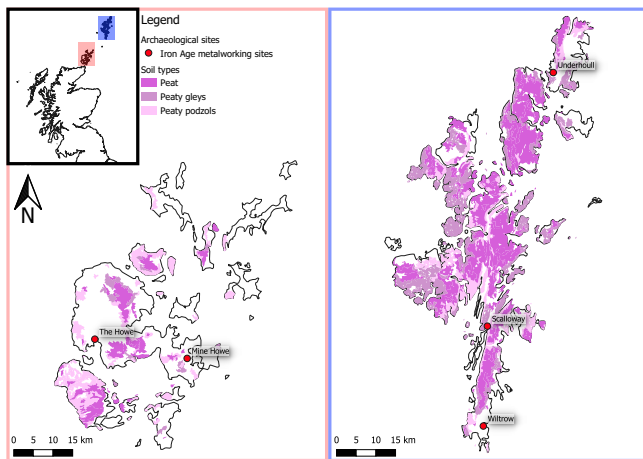 Legend
Archaeological sites
Iron Age metalworking sites
Soil types
Peat
Peaty gleys
Peaty podzols
N
The Howe
Mine Howe
0 5 10 15 km
Underhoull
Scalloway
Wiltrow
0 5 10 15 km